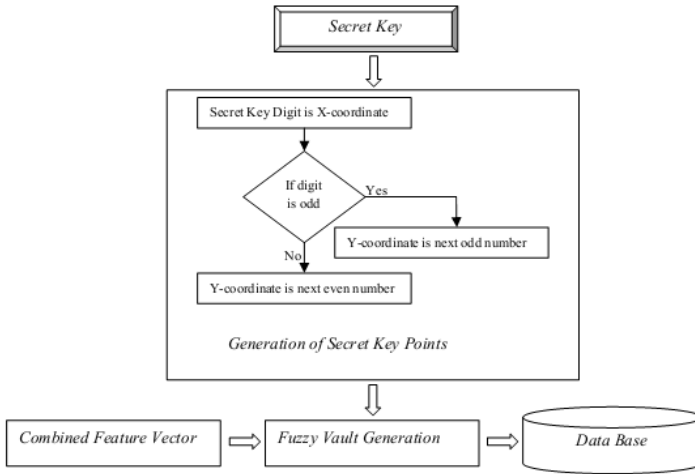 Secret Key
Secret Key Digit is X-coordinate
If digit
is odd
Yes
Y-coordinate is next odd number
No
Y-coordinate is next even number
Generation of Secret Key Points
Combined Feature Vector
Fuzzy Vault Generation
Data Base